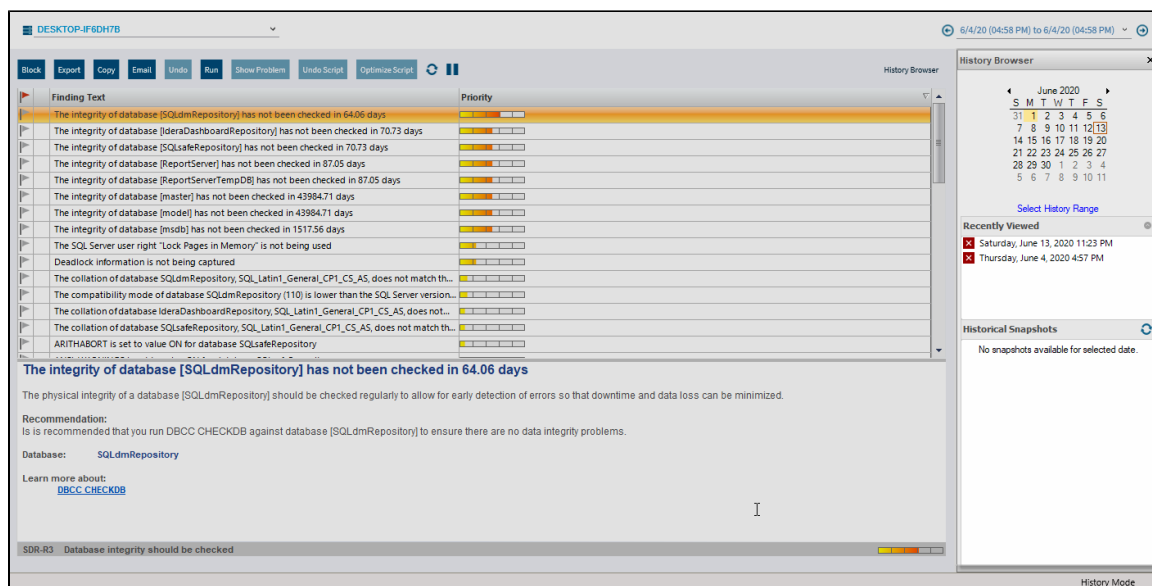 DESKTOP-IF6DH7B
6/4/20 (04:58 PM) to 6/4/20 (04:58 PM)
Block Export Copy Email Undo Run Show Problem Undo Script Optimize Script
History Browser
Finding Text Priority
The integrity of database [SQLdmRepository] has not been checked in 64.06 days
The integrity of database [IderaDashboardRepository] has not been checked in 70.73 days
The integrity of database [SQLsafeRepository] has not been checked in 70.73 days
The integrity of database [ReportServer] has not been checked in 87.05 days
The integrity of database [ReportServerTempDB] has not been checked in 87.05 days
The integrity of database [master] has not been checked in 43984.71 days
The integrity of database [model] has not been checked in 43984.71 days
The integrity of database [msdb] has not been checked in 1517.56 days
The SQL Server user right "Lock Pages in Memory" is not being used
Deadlock information is not being captured
The collation of database SQLdmRepository, SQL_Latin1_General_CP1_CS_AS, does not match th...
The compatibility mode of database SQLdmRepository (110) is lower than the SQL Server version...
The collation of database IderaDashboardRepository, SQL_Latin1_General_CP1_CS_AS, does not...
The collation of database SQLsafeRepository, SQL_Latin1_General_CP1_CS_AS, does not match th...
ARITHABORT is set to value ON for database SQLsafeRepository
The integrity of database [SQLdmRepository] has not been checked in 64.06 days
The physical integrity of a database [SQLdmRepository] should be checked regularly to allow for early detection of errors so that downtime and data loss can be minimized.
Recommendation:
Is is recommended that you run DBCC CHECKDB against database [SQLdmRepository] to ensure there are no data integrity problems.
Database: SQLdmRepository
Learn more about:
DBCC CHECKDB
SDR-R3 Database integrity should be checked
History Browser
June 2020
S M T W T F S
31 1 2 3 4 5 6
7 8 9 10 11 12 13
14 15 16 17 18 19 20
21 22 23 24 25 26 27
28 29 30 1 2 3 4
5 6 7 8 9 10 11
Select History Range
Recently Viewed
Saturday, June 13, 2020 11:23 PM
Thursday, June 4, 2020 4:57 PM
Historical Snapshots
No snapshots available for selected date.
History Mode